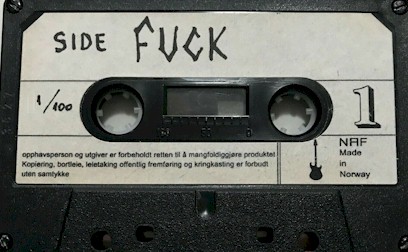 SIDE FUCK
1/100
1
NRF
Made
in
Norway
opphavsperson og utgiver er forbeholdt retten til å mangfoldiggjøre produktet
Kopiering, bortleie, leietaking offentlig fremføring og kringkasting er forbudt
uten samtykke